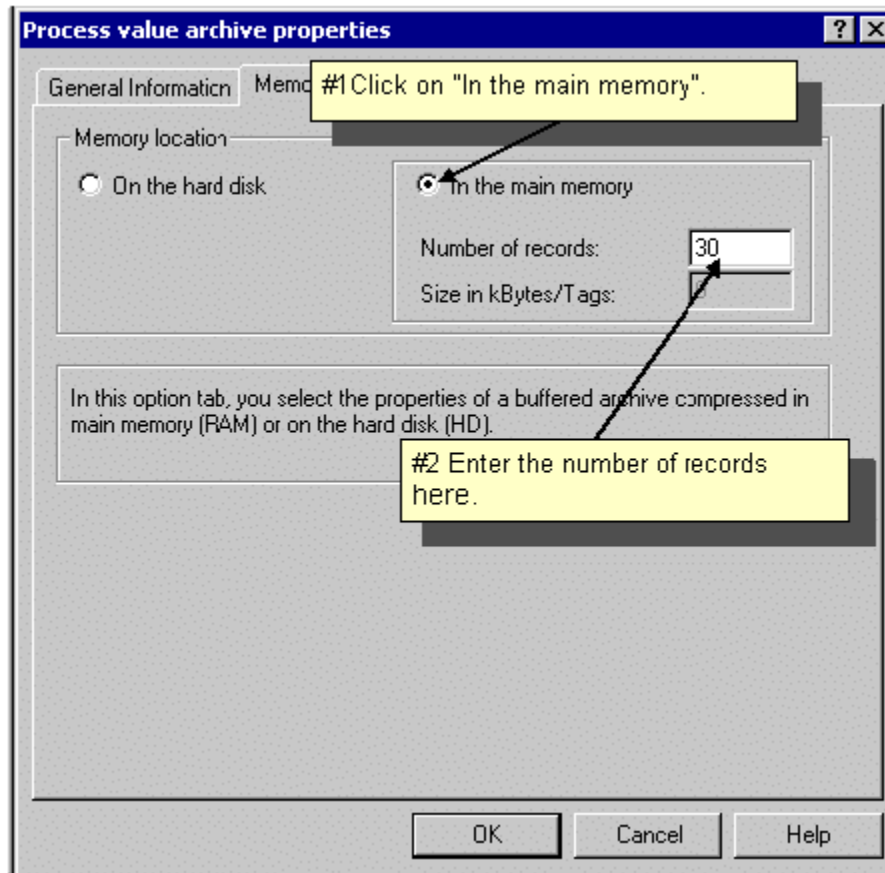 Process value archive properties
General Information
#1Click on "In the main memory".
Memory location
On the hard disk
In the main memory
Number of records:
30
Size in kBytes/Tags:
In this option tab, you select the properties of a buffered archive compressed in
main memory (RAM) or on the hard disk (HD).
#2 Enter the number of records
here.
OK
Cancel
Help